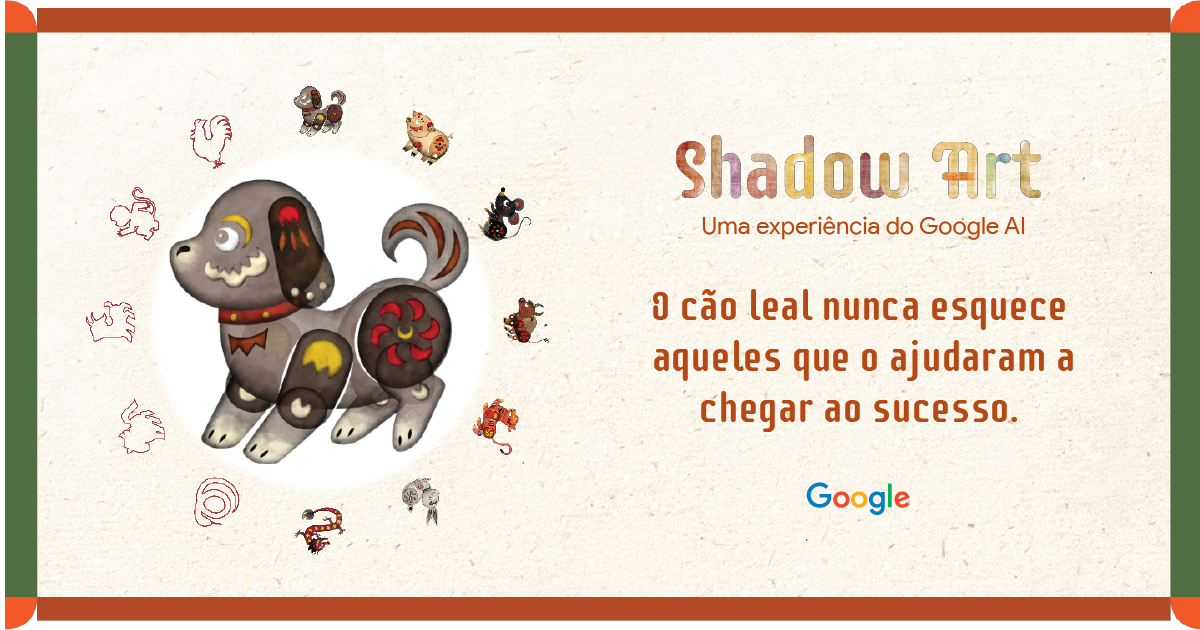 Shadow Art
Uma experiência do Google AI
O cão leal nunca esquece
aqueles que o ajudaram a
chegar ao sucesso.
Google